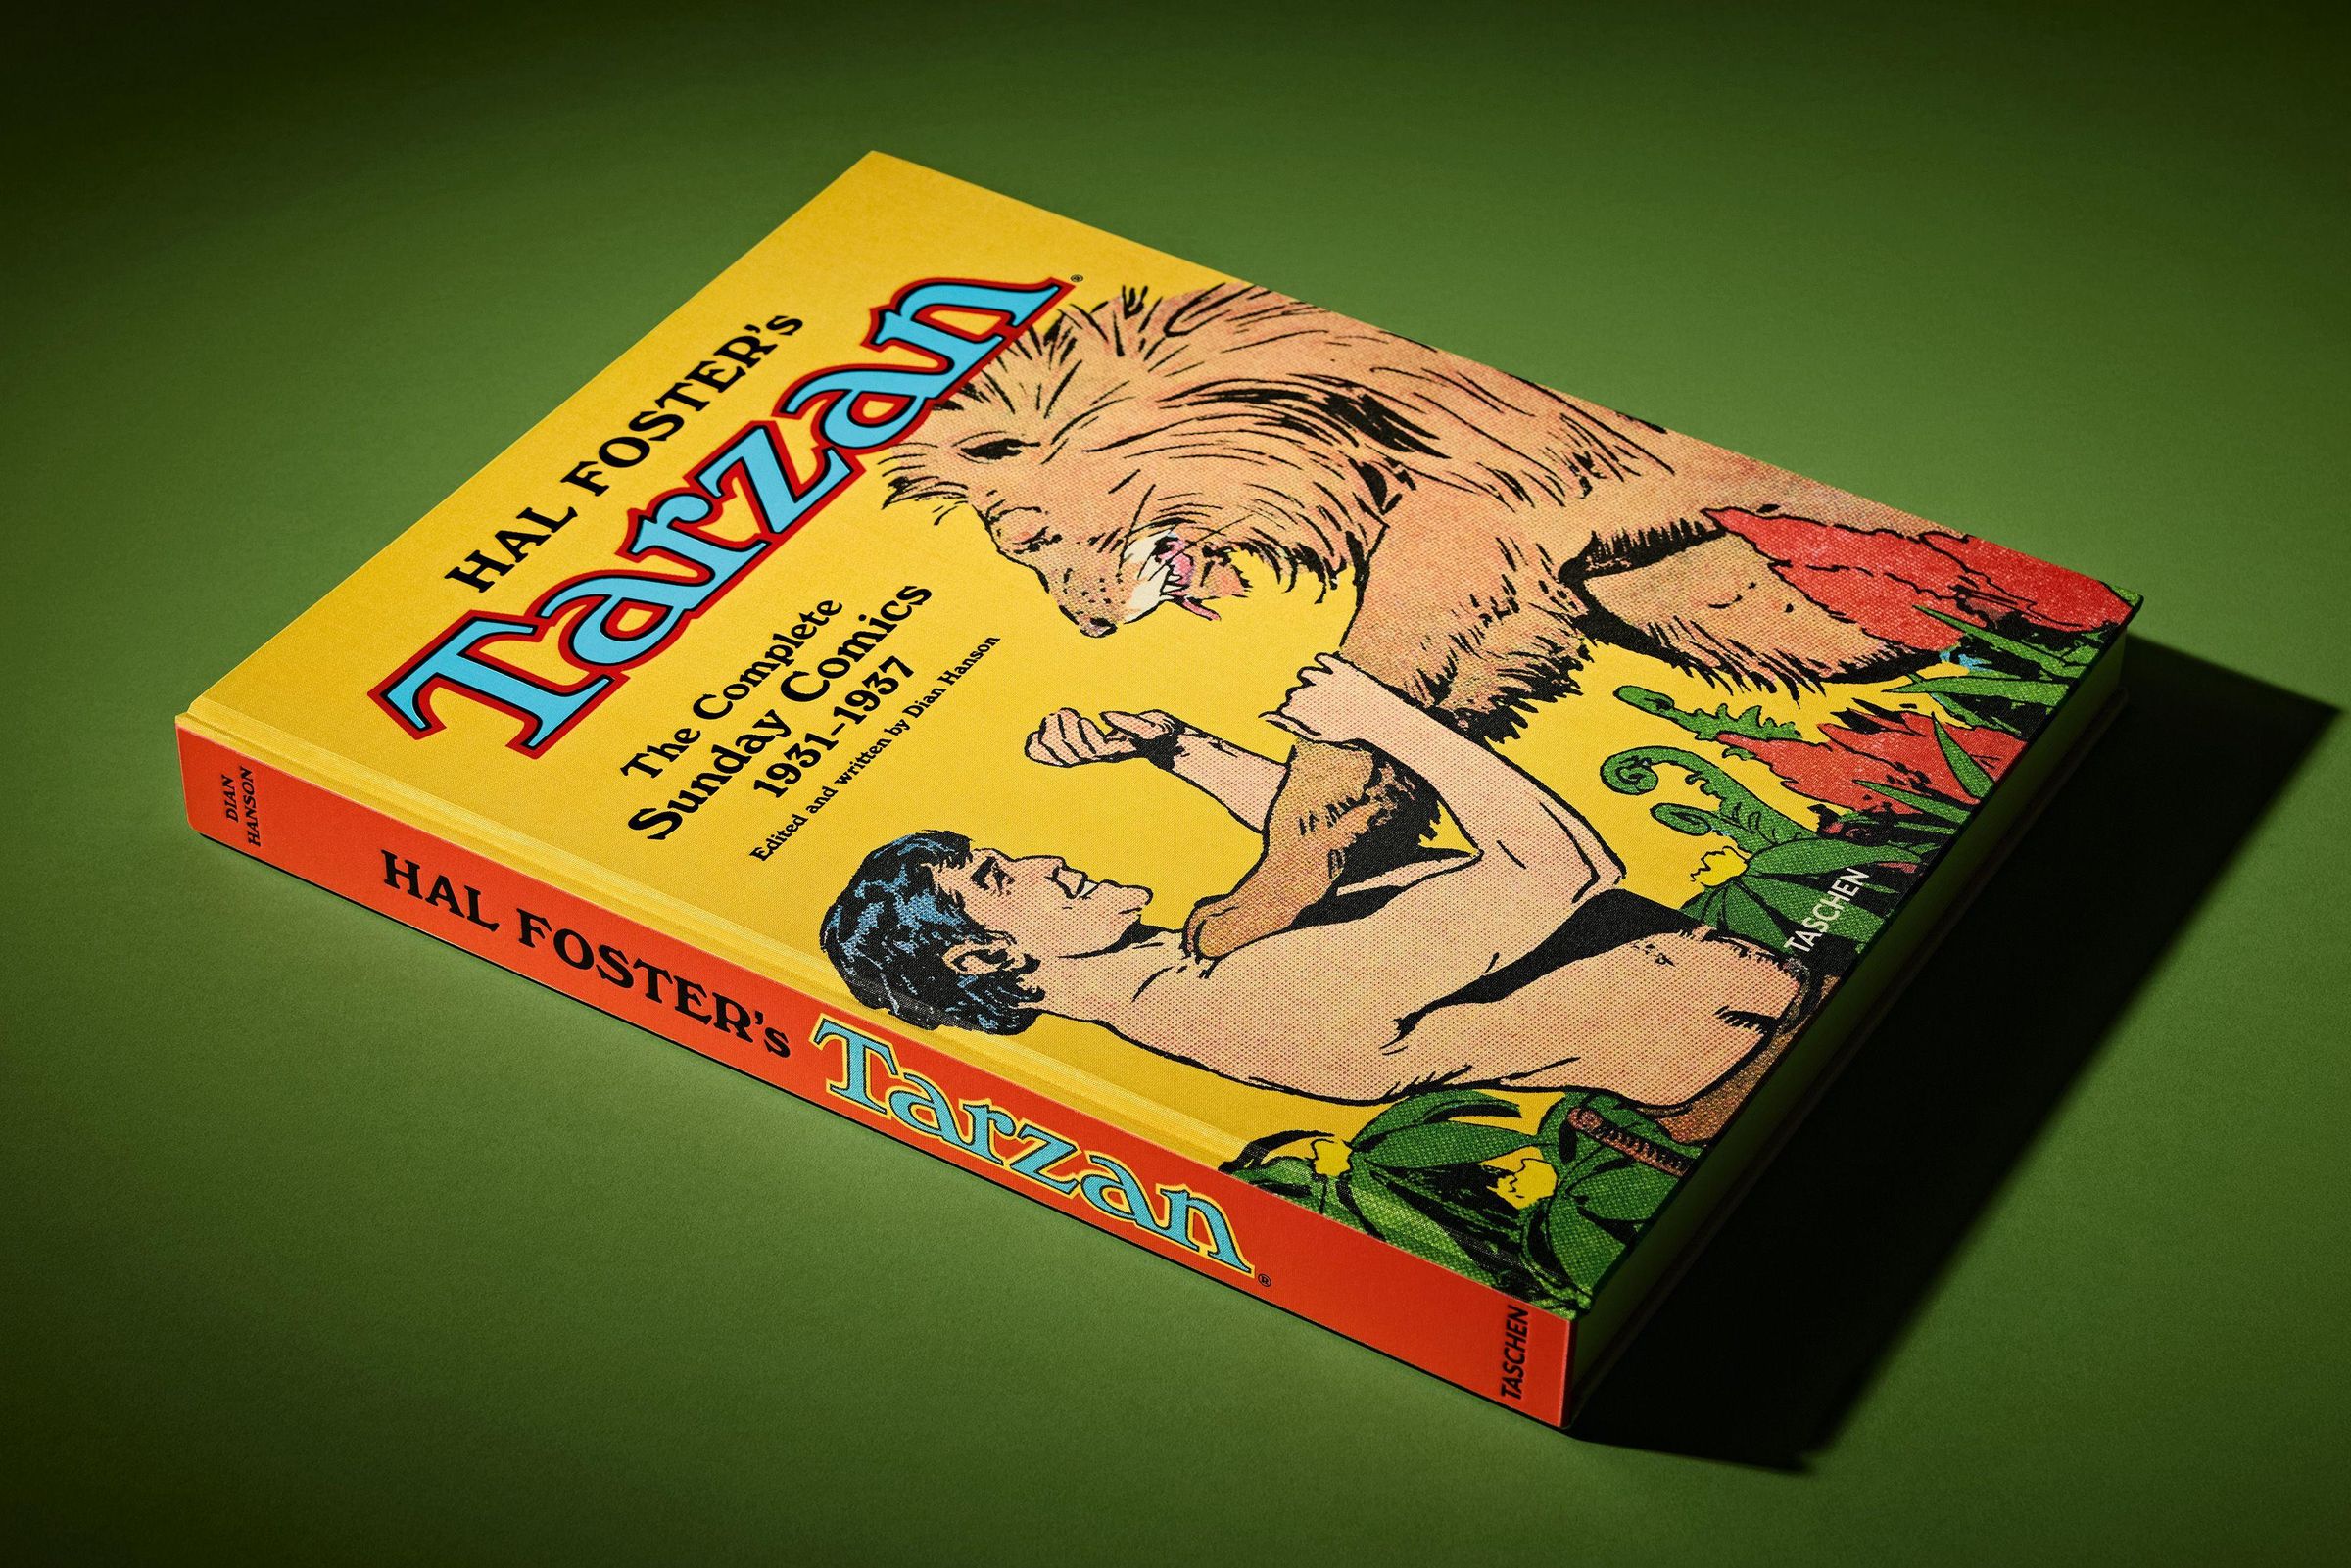 HAL FOSTER's
Tarzan®
The Complete
Sunday Comics
1931–1937
Edited and written by Dian Hanson
TASCHEN
DIAN
HANSON
HAL FOSTER's Tarzan®
TASCHEN